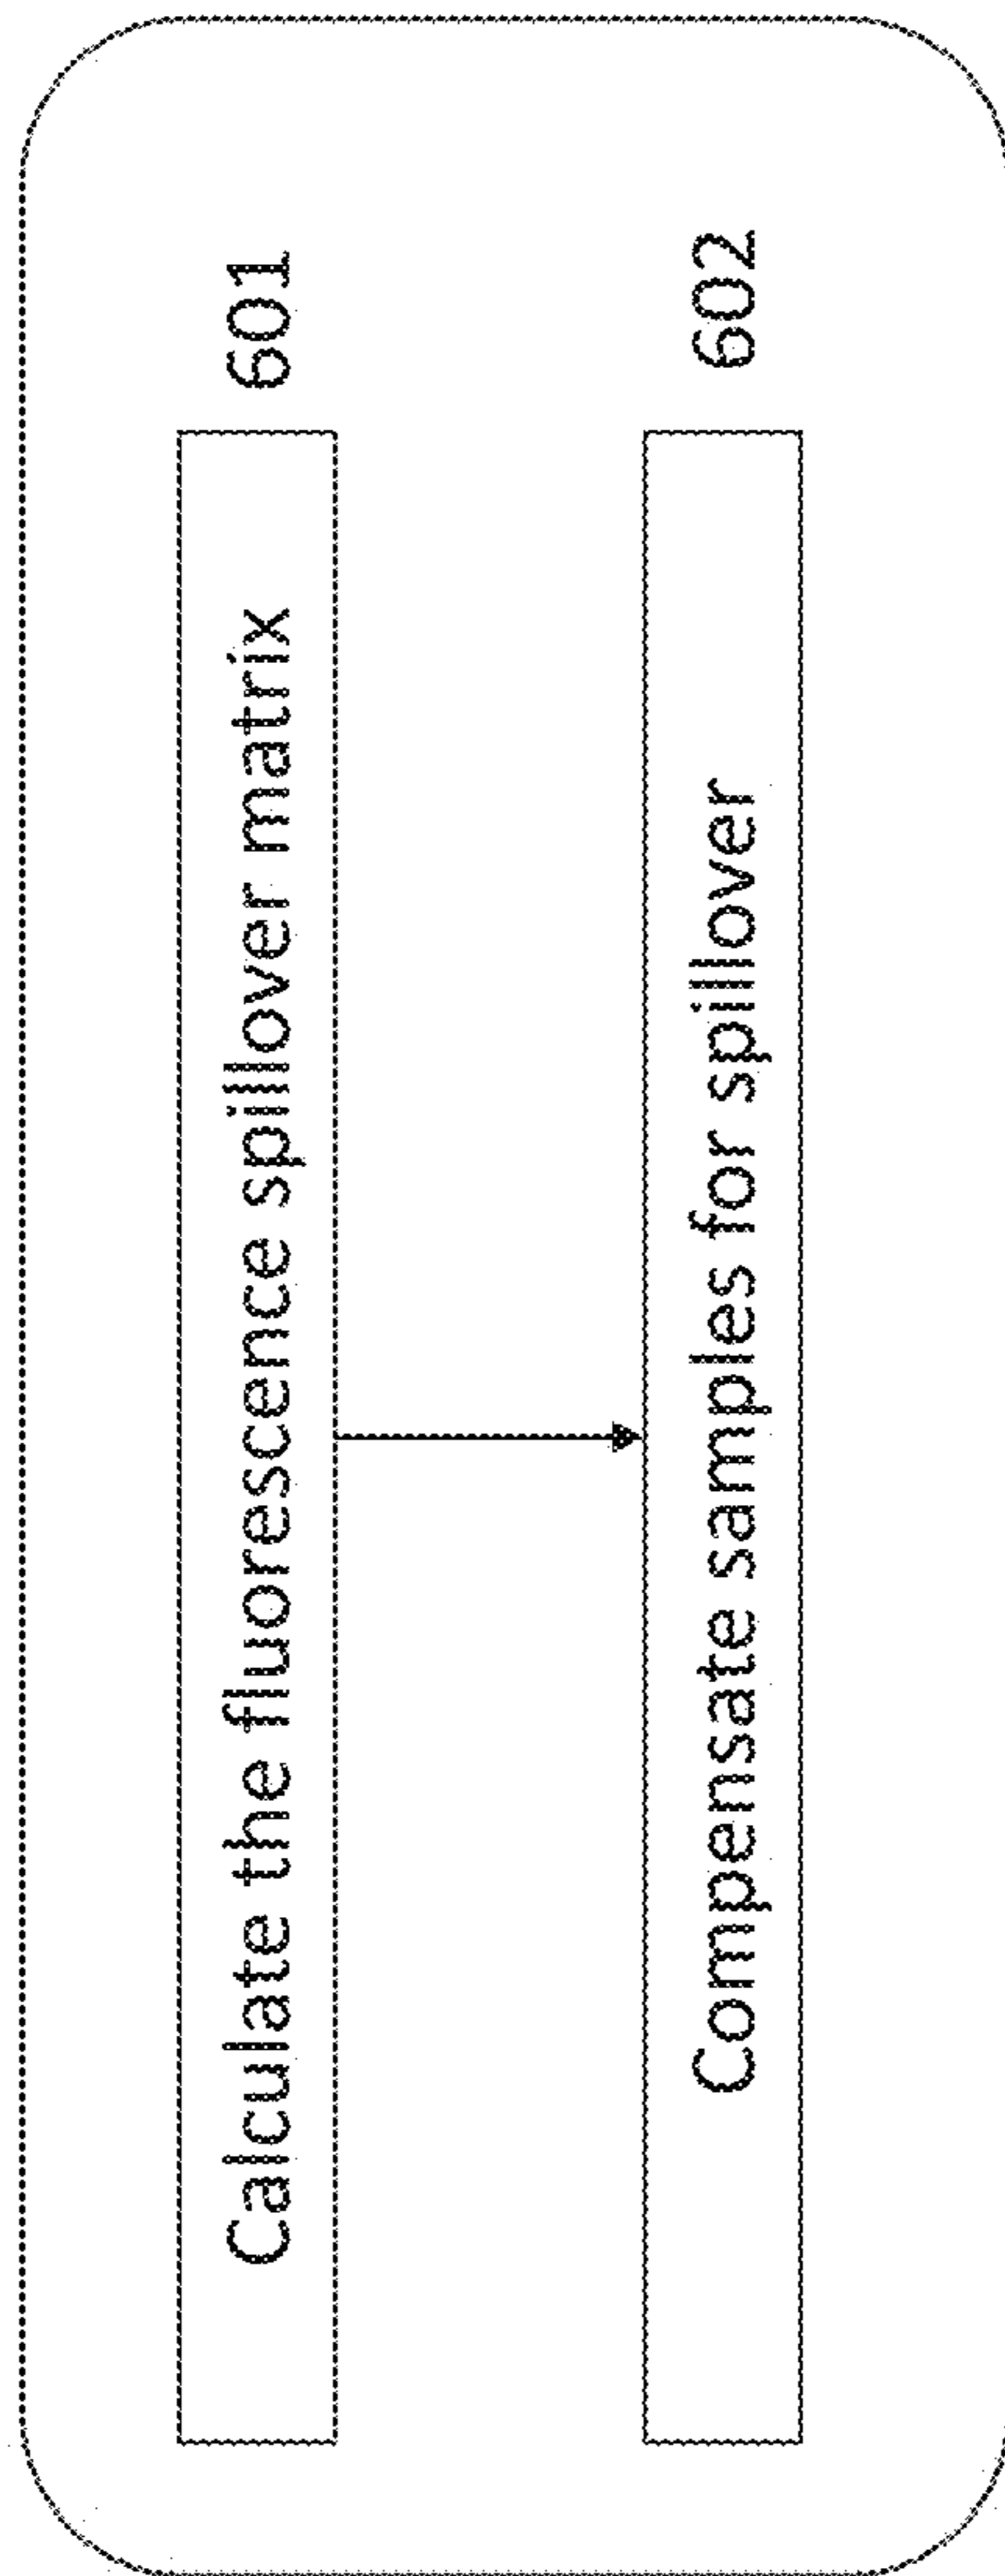 Calculate the fluorescence spillover matrix 601
Compensate samples for spillover 602